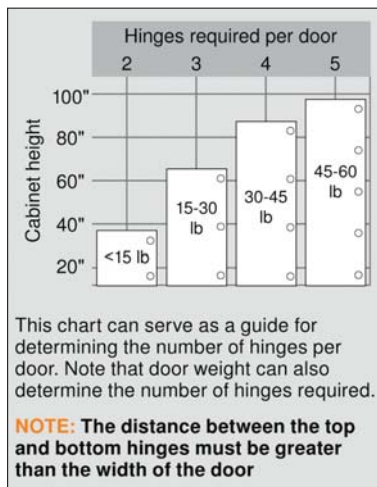 Hinges required per door
2 3 4 5
100"
80"
60"
40"
20"
Cabinet height
<15 lb
15-30
lb
30-45
lb
45-60
lb
This chart can serve as a guide for
determining the number of hinges per
door. Note that door weight can also
determine the number of hinges required.
NOTE: The distance between the top
and bottom hinges must be greater
than the width of the door